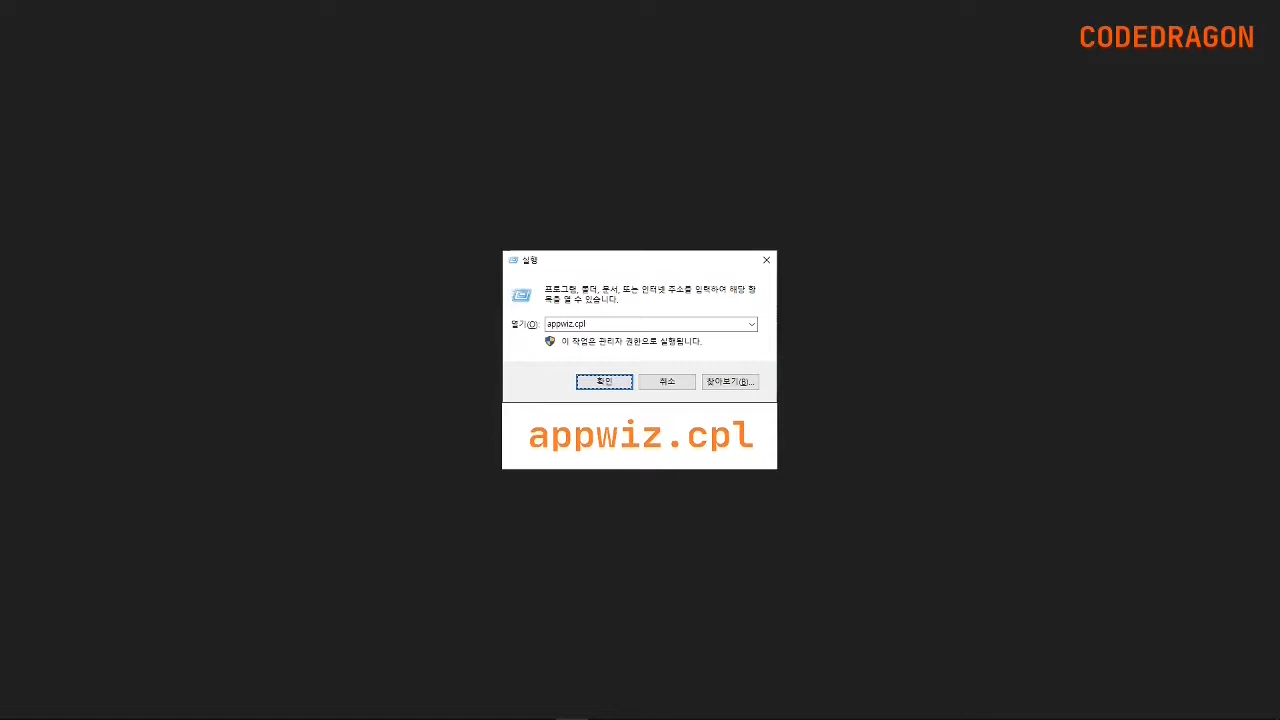 CODEDRAGON
실행
프로그램, 폴더, 문서, 또는 인터넷 주소를 입력하여 해당 항
목을 열 수 있습니다.
열기(O): appwiz.cpl
이 작업은 관리자 권한으로 실행됩니다.
확인 취소 찾아보기(B)...
appwiz.cpl